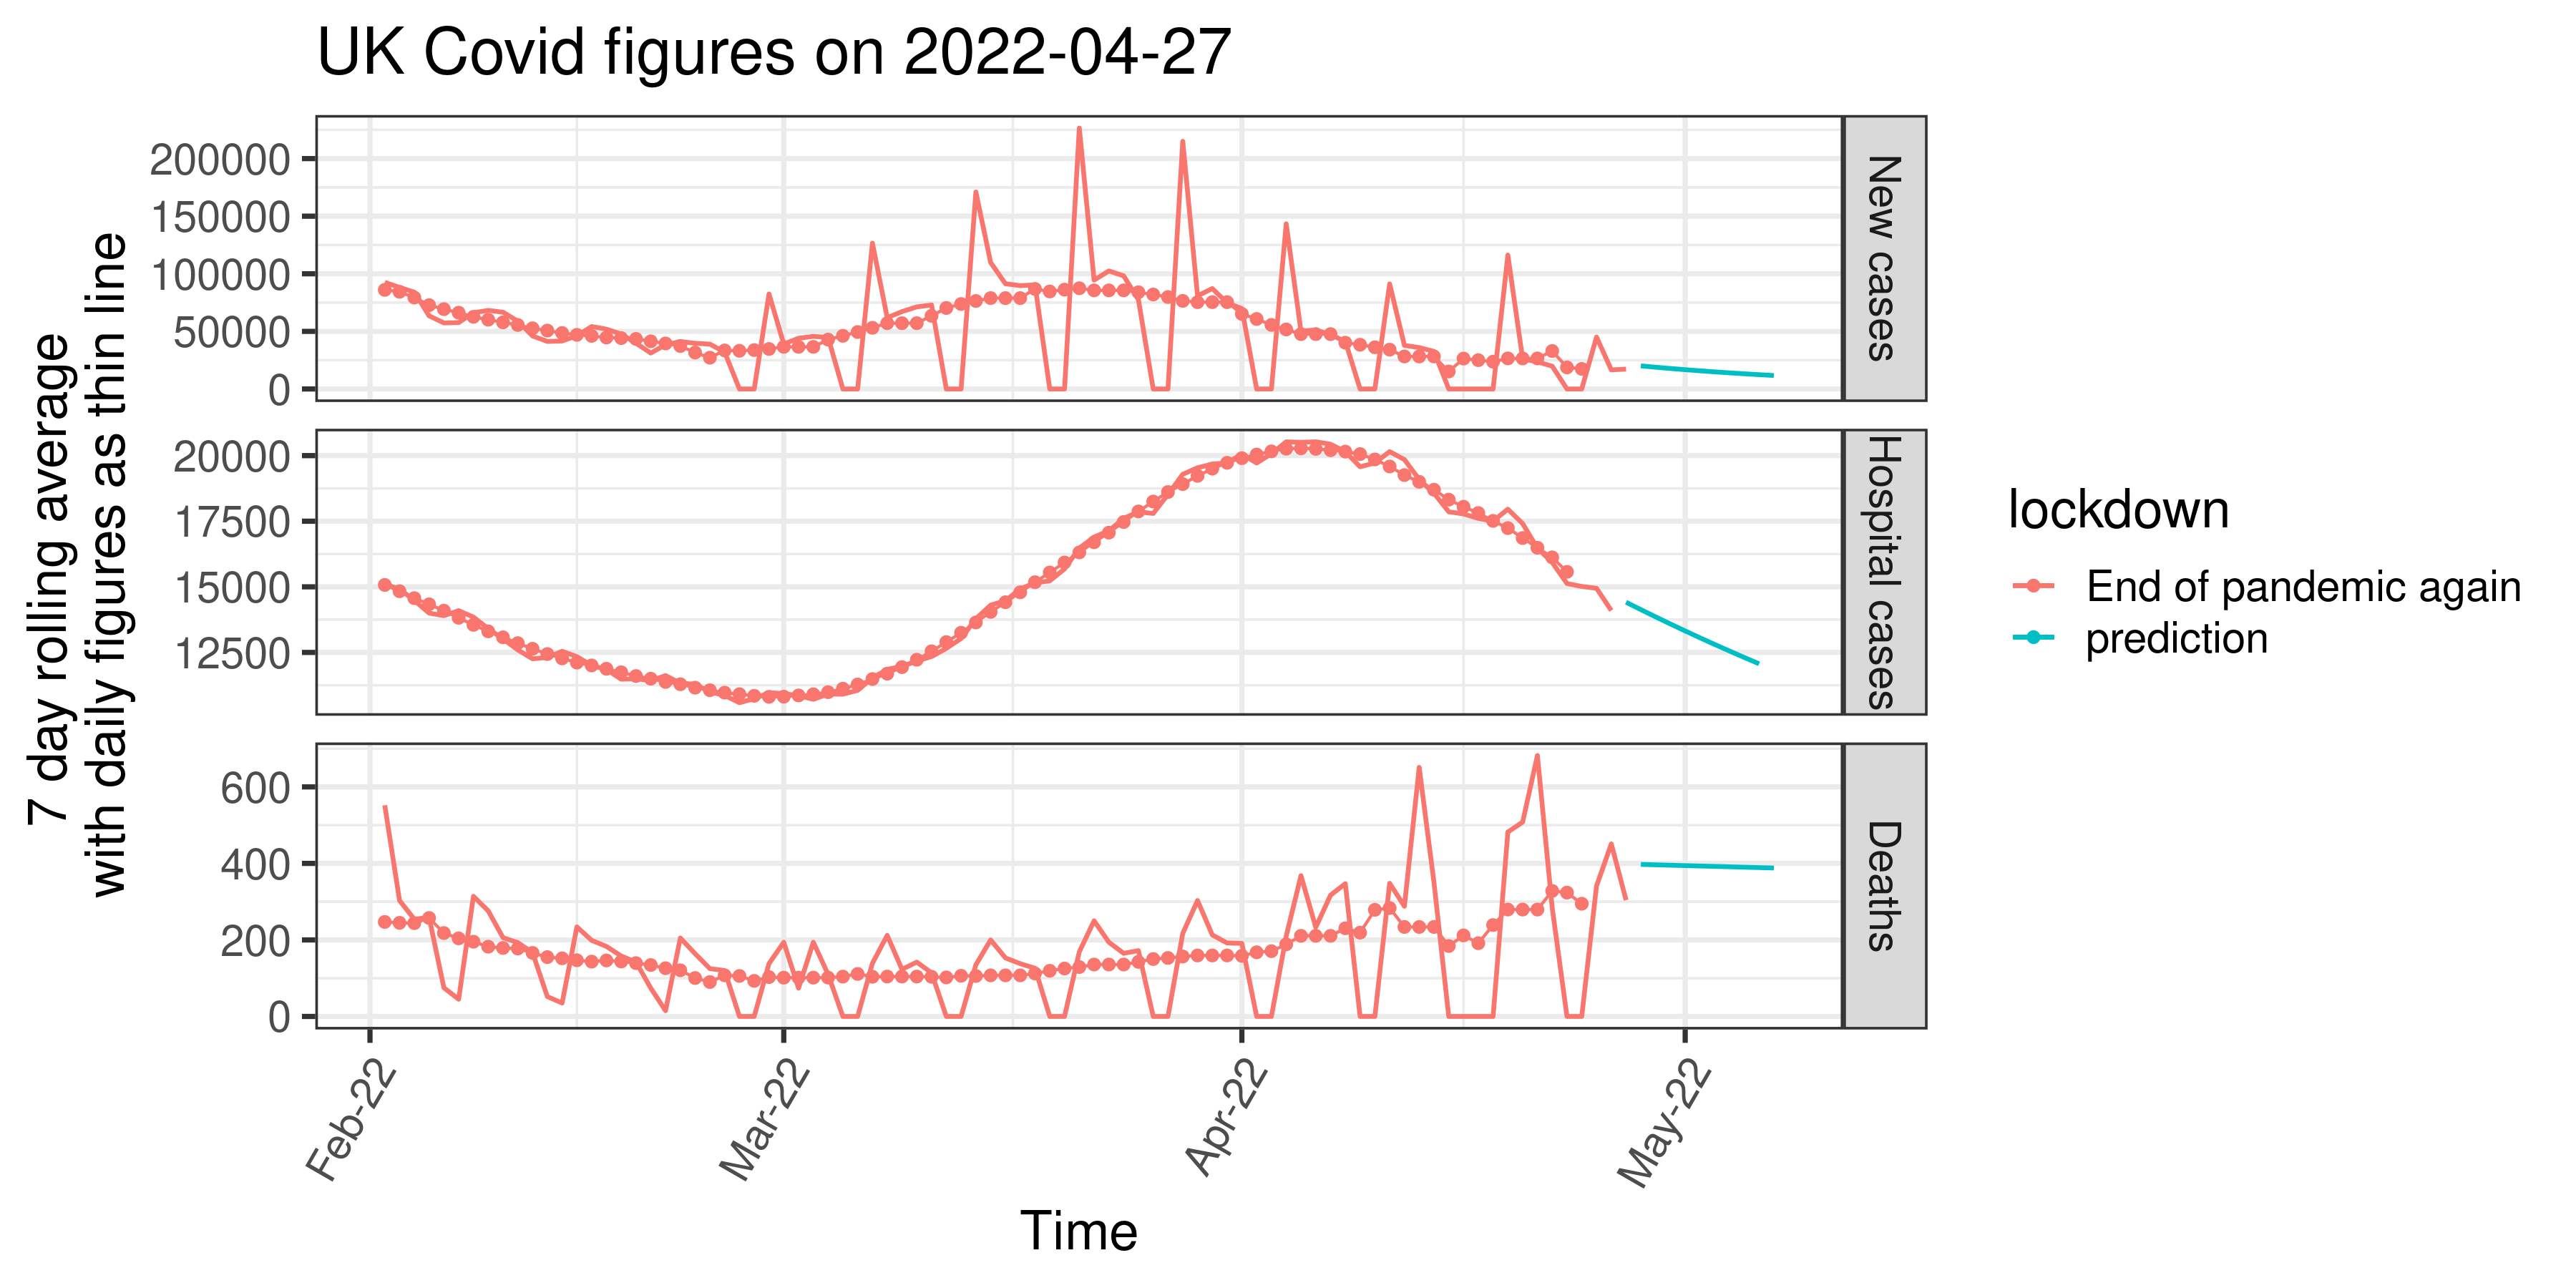 UK Covid figures on 2022-04-27
7 day rolling average
with daily figures as thin line
200000
150000
100000
50000
0
New cases
20000
17500
15000
12500
Hospital cases
600
400
200
0
Deaths
Feb-22
Mar-22
Apr-22
May-22
Time
lockdown
End of pandemic again
prediction